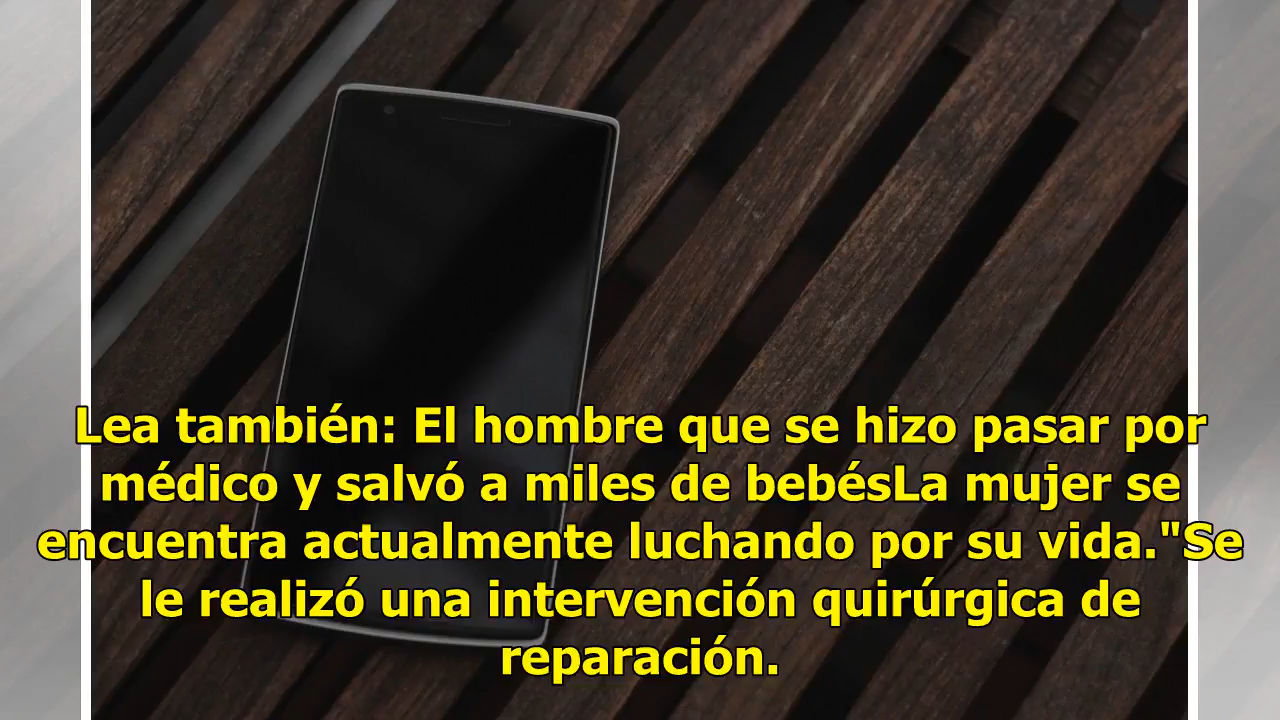 Lea también: El hombre que se hizo pasar por
médico y salvó a miles de bebésLa mujer se
encuentra actualmente luchando por su vida."Se
le realizó una intervención quirúrgica de
reparación.